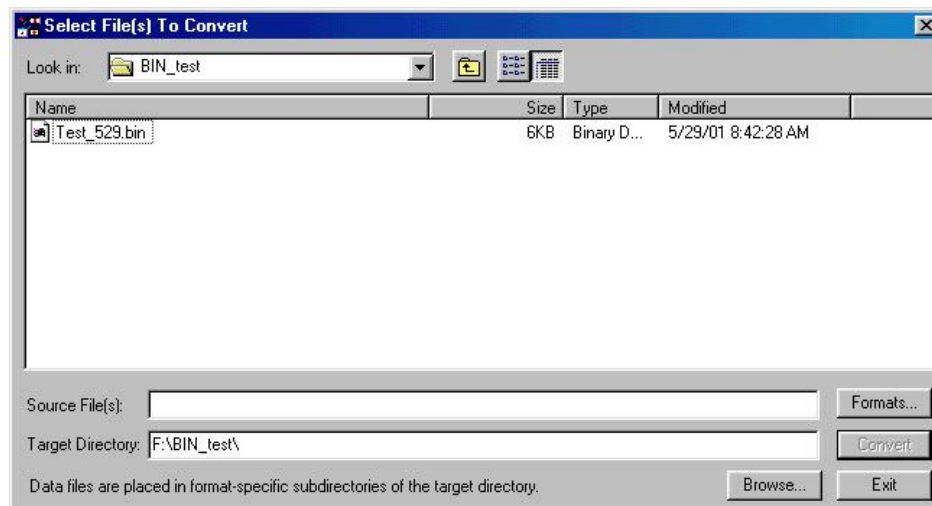 Select File(s) To Convert
Look in: BIN_test
Name Size Type Modified
Test_529.bin 6KB Binary D... 5/29/01 8:42:28 AM
Source File(s): Formats...
Target Directory: F:\BIN_test\ Convert
Data files are placed in format-specific subdirectories of the target directory. Browse... Exit